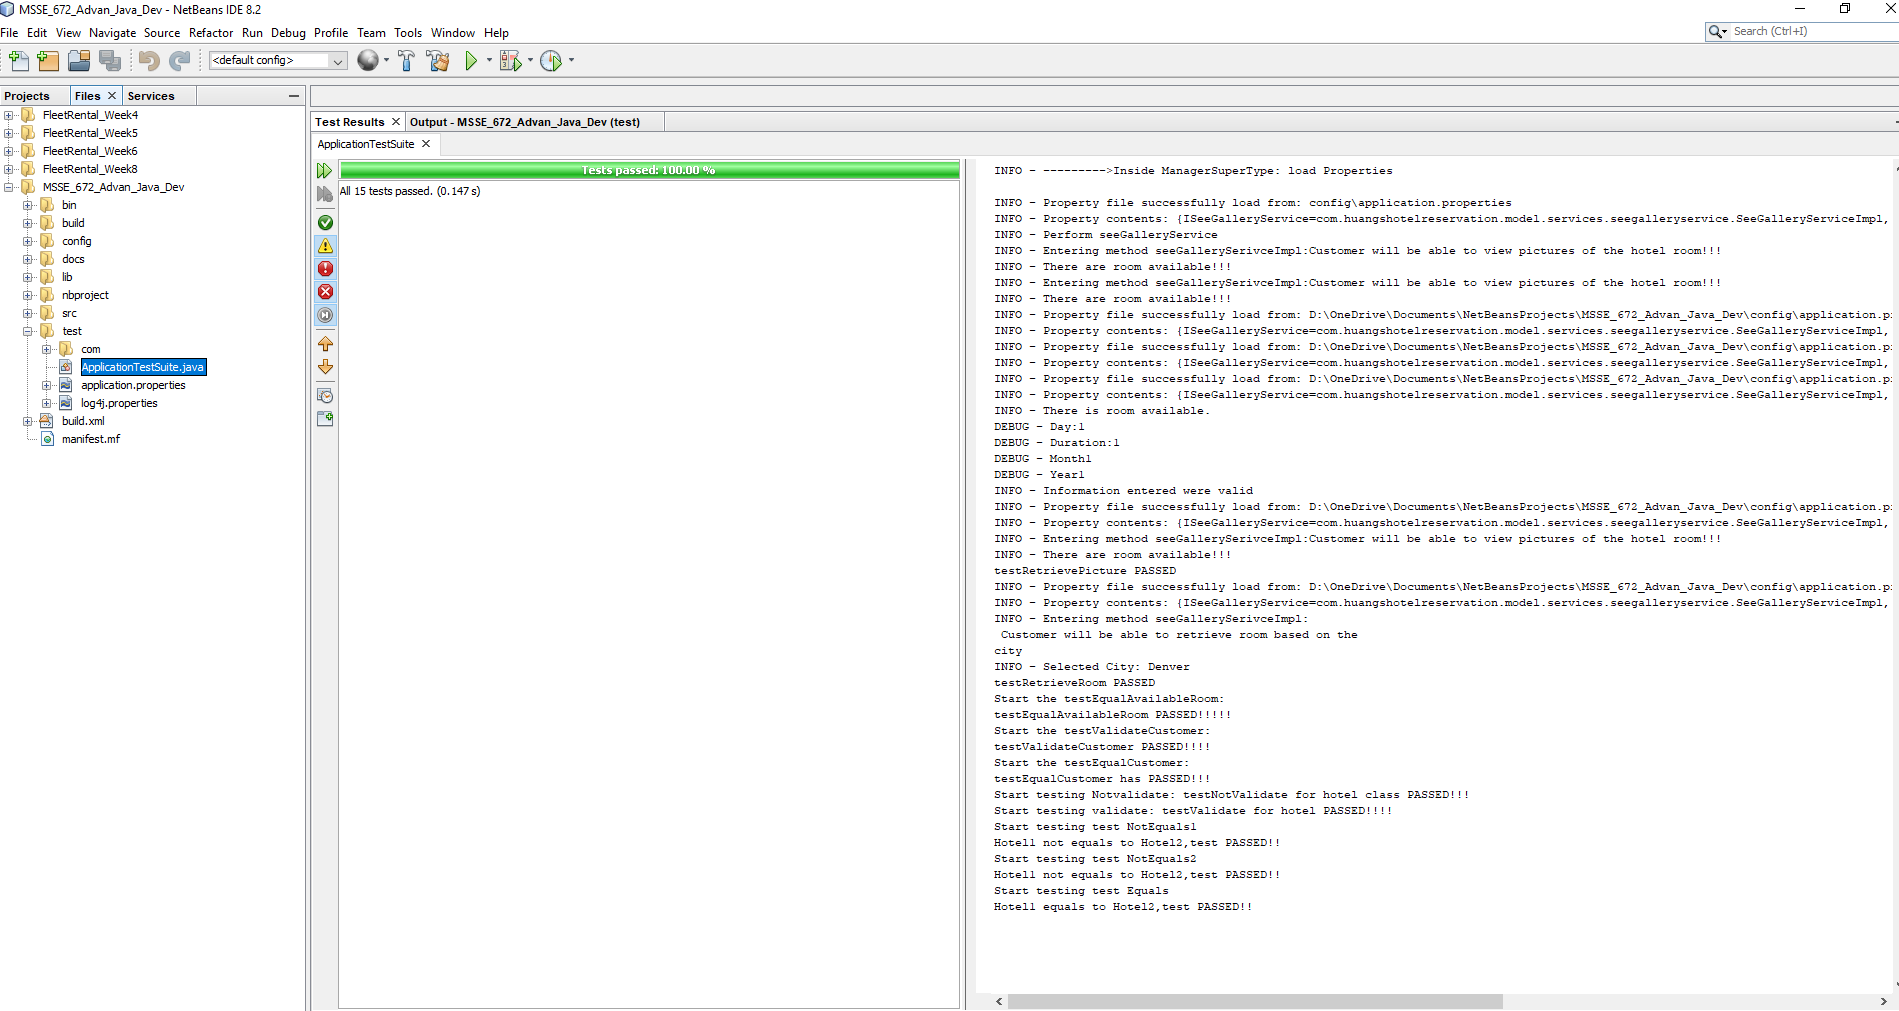 MSSE_672_Advan_Java_Dev - NetBeans IDE 8.2
File Edit View Navigate Source Refactor Run Debug Profile Team Tools Window Help
Search (Ctrl+I)
<default config>
Projects Files Services
FleetRental_Week4
FleetRental_Week5
FleetRental_Week6
FleetRental_Week8
MSSE_672_Advan_Java_Dev
bin
build
config
docs
lib
nbproject
src
test
com
ApplicationTestSuite.java
application.properties
log4j.properties
build.xml
manifest.mf
Test Results Output - MSSE_672_Advan_Java_Dev (test)
ApplicationTestSuite
Tests passed: 100.00 %
All 15 tests passed. (0.147 s)
INFO - --------->Inside ManagerSuperType: load Properties
INFO - Property file successfully load from: config\application.properties
INFO - Property contents: {ISeeGalleryService=com.huangshotelreservation.model.services.seegalleryservice.SeeGalleryServiceImpl,
INFO - Perform seeGalleryService
INFO - Entering method seeGallerySerivceImpl:Customer will be able to view pictures of the hotel room!!!
INFO - There are room available!!!
INFO - Entering method seeGallerySerivceImpl:Customer will be able to view pictures of the hotel room!!!
INFO - There are room available!!!
INFO - Property file successfully load from: D:\OneDrive\Documents\NetBeansProjects\MSSE_672_Advan_Java_Dev\config\application.p
INFO - Property contents: {ISeeGalleryService=com.huangshotelreservation.model.services.seegalleryservice.SeeGalleryServiceImpl,
INFO - Property file successfully load from: D:\OneDrive\Documents\NetBeansProjects\MSSE_672_Advan_Java_Dev\config\application.p
INFO - Property contents: {ISeeGalleryService=com.huangshotelreservation.model.services.seegalleryservice.SeeGalleryServiceImpl,
INFO - Property file successfully load from: D:\OneDrive\Documents\NetBeansProjects\MSSE_672_Advan_Java_Dev\config\application.p
INFO - Property contents: {ISeeGalleryService=com.huangshotelreservation.model.services.seegalleryservice.SeeGalleryServiceImpl,
INFO - There is room available.
DEBUG - Day:1
DEBUG - Duration:1
DEBUG - Month1
DEBUG - Year1
INFO - Information entered were valid
INFO - Property file successfully load from: D:\OneDrive\Documents\NetBeansProjects\MSSE_672_Advan_Java_Dev\config\application.p
INFO - Property contents: {ISeeGalleryService=com.huangshotelreservation.model.services.seegalleryservice.SeeGalleryServiceImpl,
INFO - Entering method seeGallerySerivceImpl:Customer will be able to view pictures of the hotel room!!!
INFO - There are room available!!!
testRetrievePicture PASSED
INFO - Property file successfully load from: D:\OneDrive\Documents\NetBeansProjects\MSSE_672_Advan_Java_Dev\config\application.p
INFO - Property contents: {ISeeGalleryService=com.huangshotelreservation.model.services.seegalleryservice.SeeGalleryServiceImpl,
INFO - Entering method seeGallerySerivceImpl:
Customer will be able to retrieve room based on the
city
INFO - Selected City: Denver
testRetrieveRoom PASSED
Start the testEqualAvailableRoom:
testEqualAvailableRoom PASSED!!!!!
Start the testValidateCustomer:
testValidateCustomer PASSED!!!!
Start the testEqualCustomer:
testEqualCustomer has PASSED!!!
Start testing Notvalidate: testNotValidate for hotel class PASSED!!!
Start testing validate: testValidate for hotel PASSED!!!!
Start testing test NotEquals1
Hotel1 not equals to Hotel2,test PASSED!!
Start testing test NotEquals2
Hotel1 not equals to Hotel2,test PASSED!!
Start testing test Equals
Hotel1 equals to Hotel2,test PASSED!!